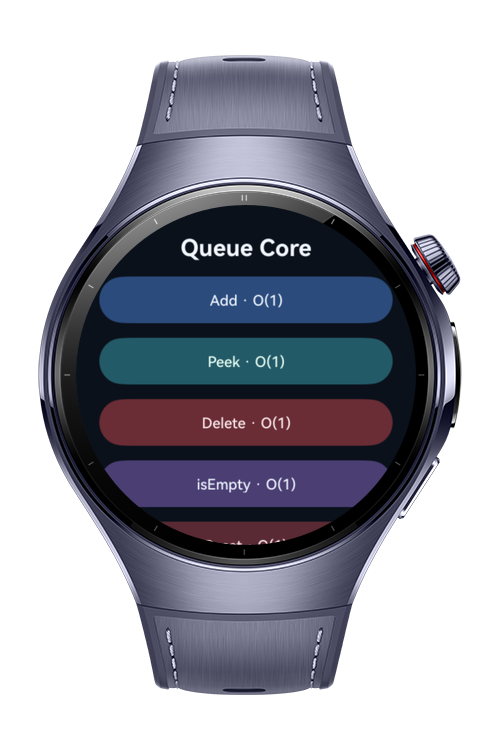 Queue Core
Add · O(1)
Peek · O(1)
Delete · O(1)
isEmpty · O(1)